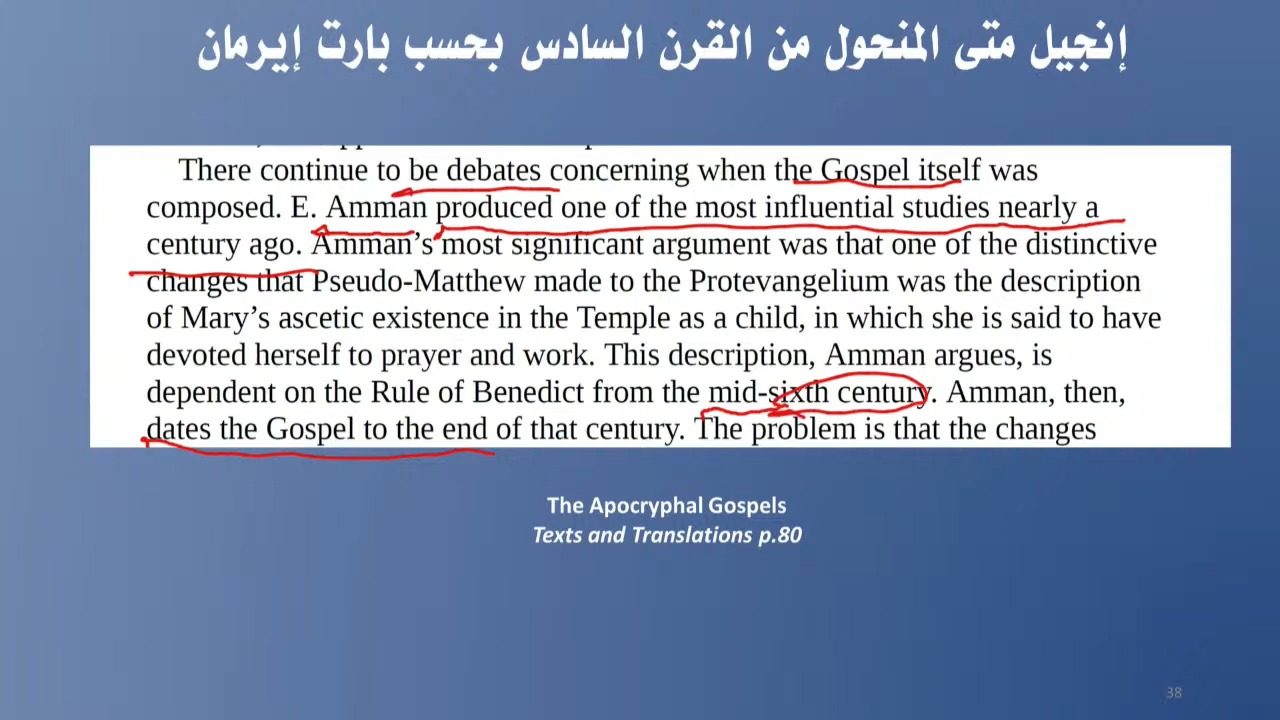 إنجيل متى المنحول من القرن السادس بحسب بارت إيرمان
There continue to be debates concerning when the Gospel itself was
composed. E. Amman produced one of the most influential studies nearly a
century ago. Amman’s most significant argument was that one of the distinctive
changes that Pseudo-Matthew made to the Protevangelium was the description
of Mary’s ascetic existence in the Temple as a child, in which she is said to have
devoted herself to prayer and work. This description, Amman argues, is
dependent on the Rule of Benedict from the mid-sixth century. Amman, then,
dates the Gospel to the end of that century. The problem is that the changes
The Apocryphal Gospels
Texts and Translations p.80
38